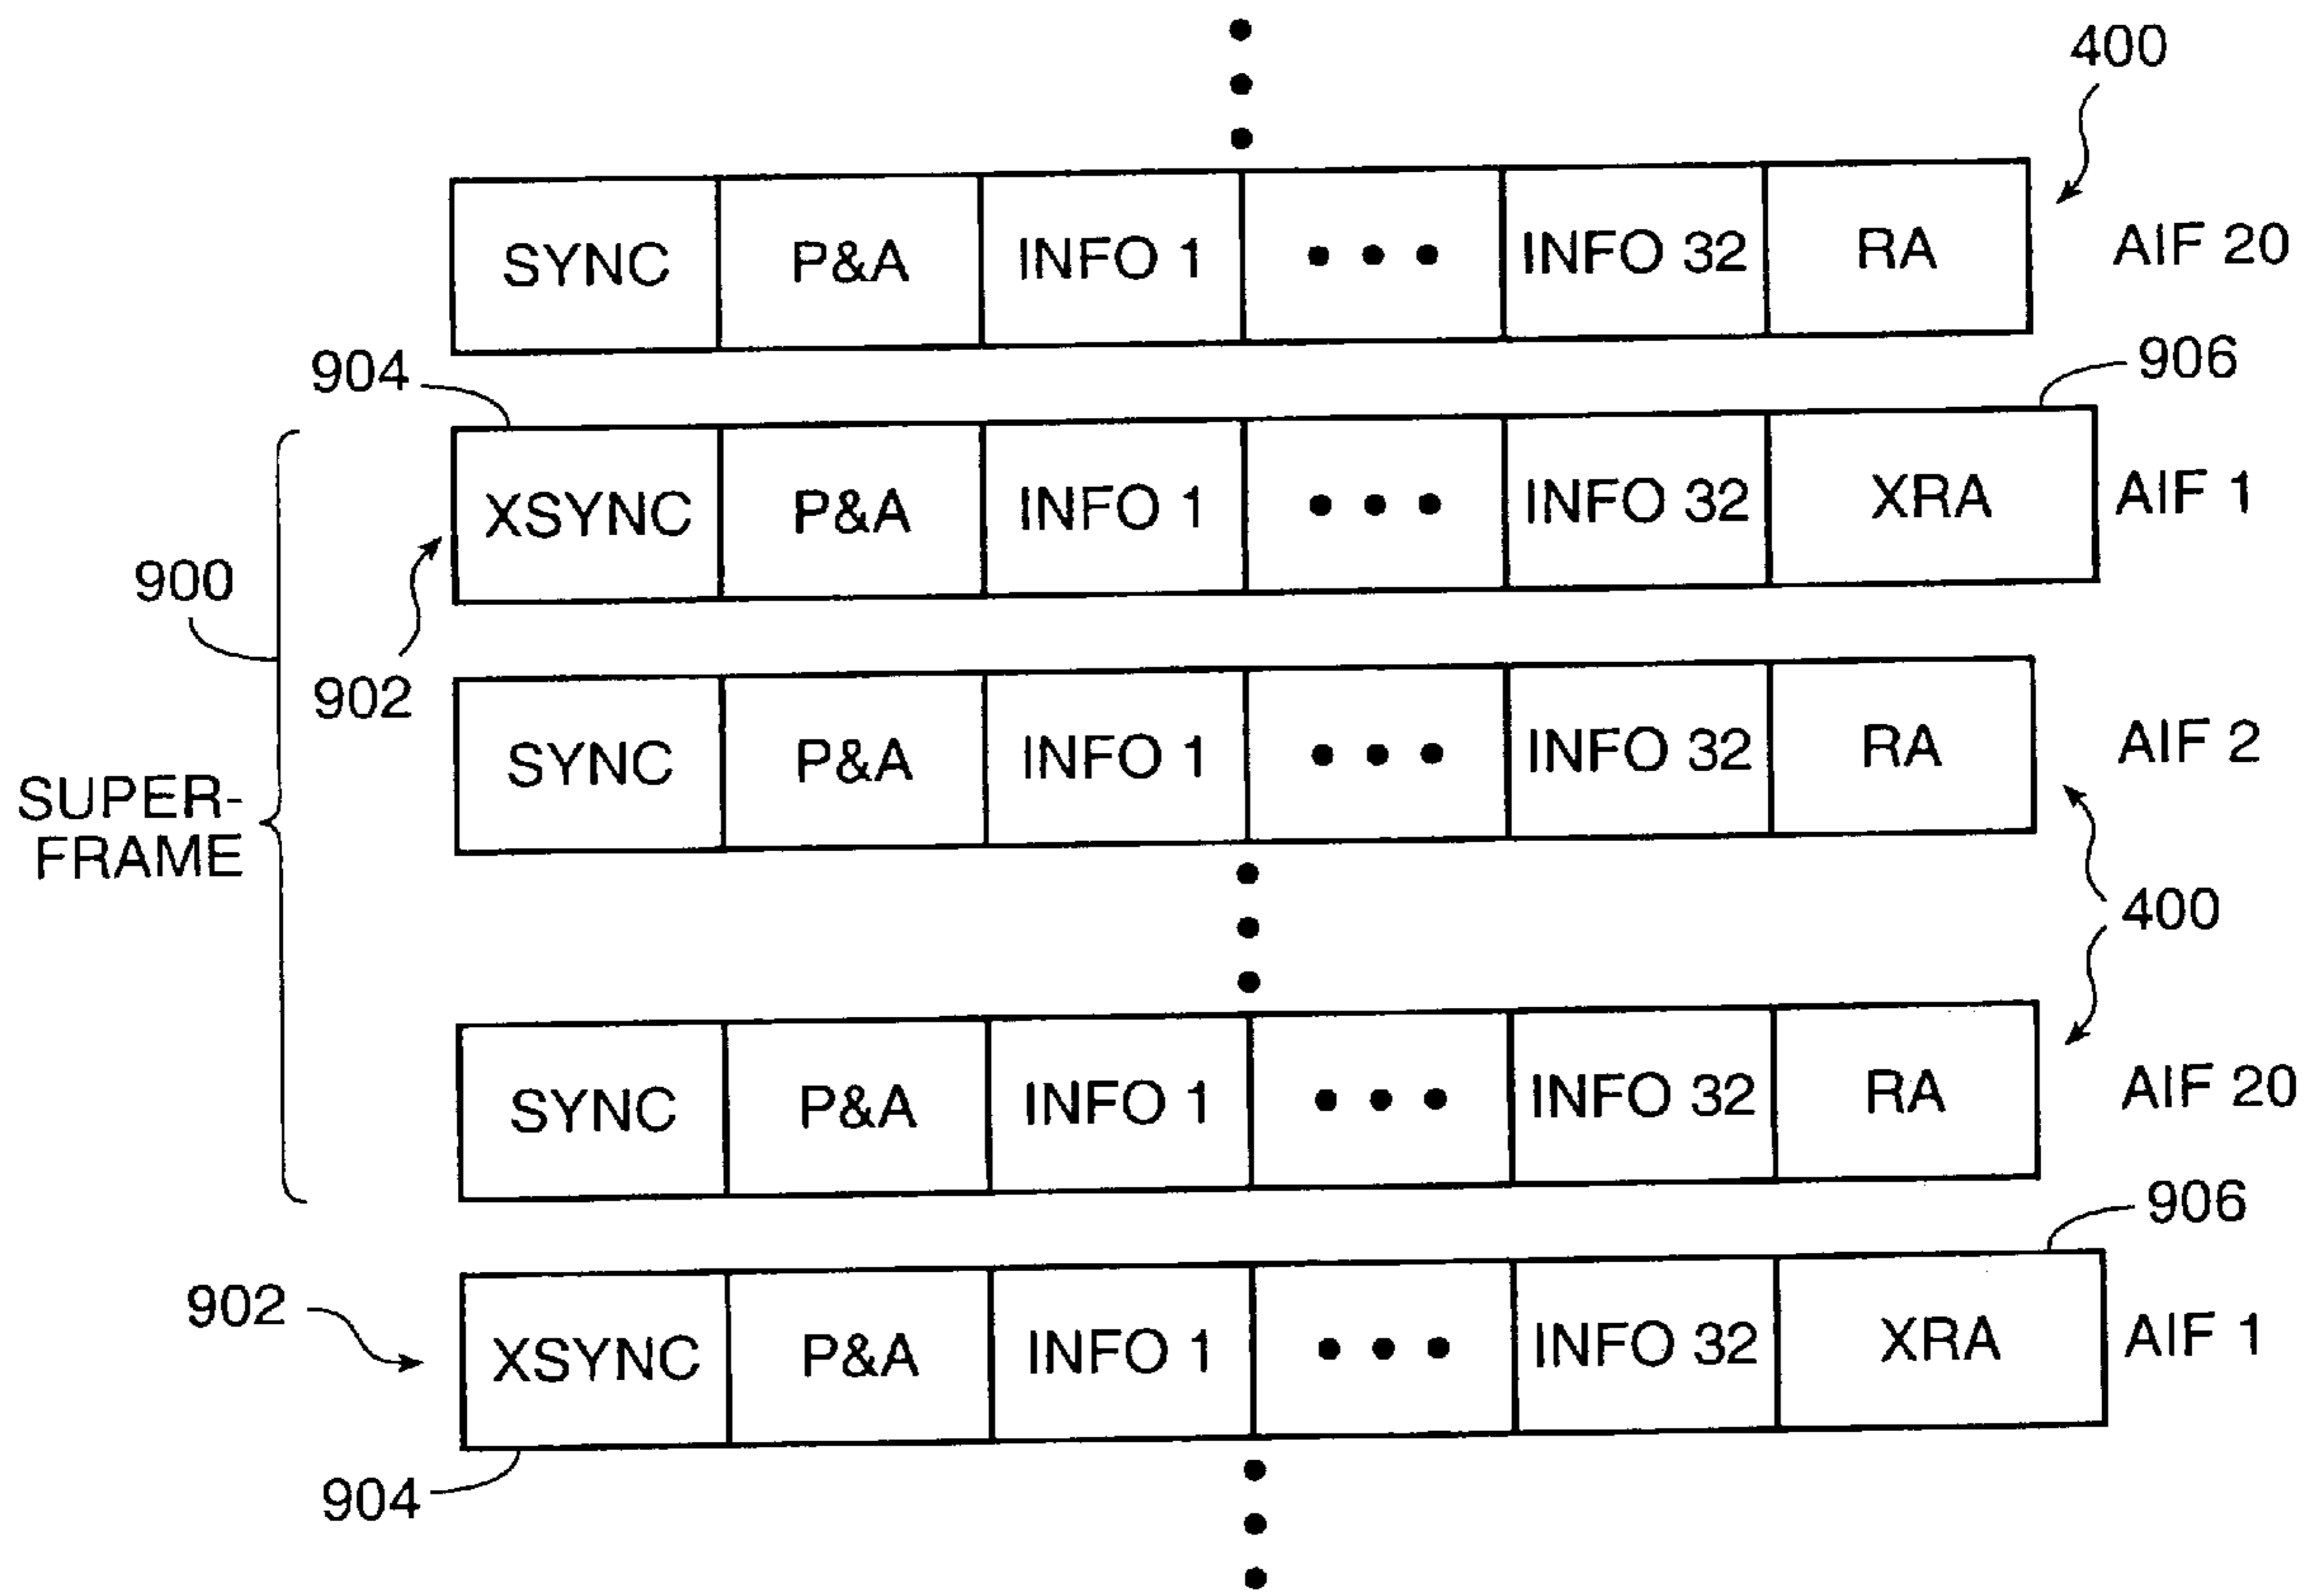 400
SYNC P&A INFO 1 • • • INFO 32 RA AIF 20
904
906
XSYNC P&A INFO 1 • • • INFO 32 XRA AIF 1
900
902
SYNC P&A INFO 1 • • • INFO 32 RA AIF 2
SUPER-
FRAME
400
SYNC P&A INFO 1 • • • INFO 32 RA AIF 20
906
902
XSYNC P&A INFO 1 • • • INFO 32 XRA AIF 1
904